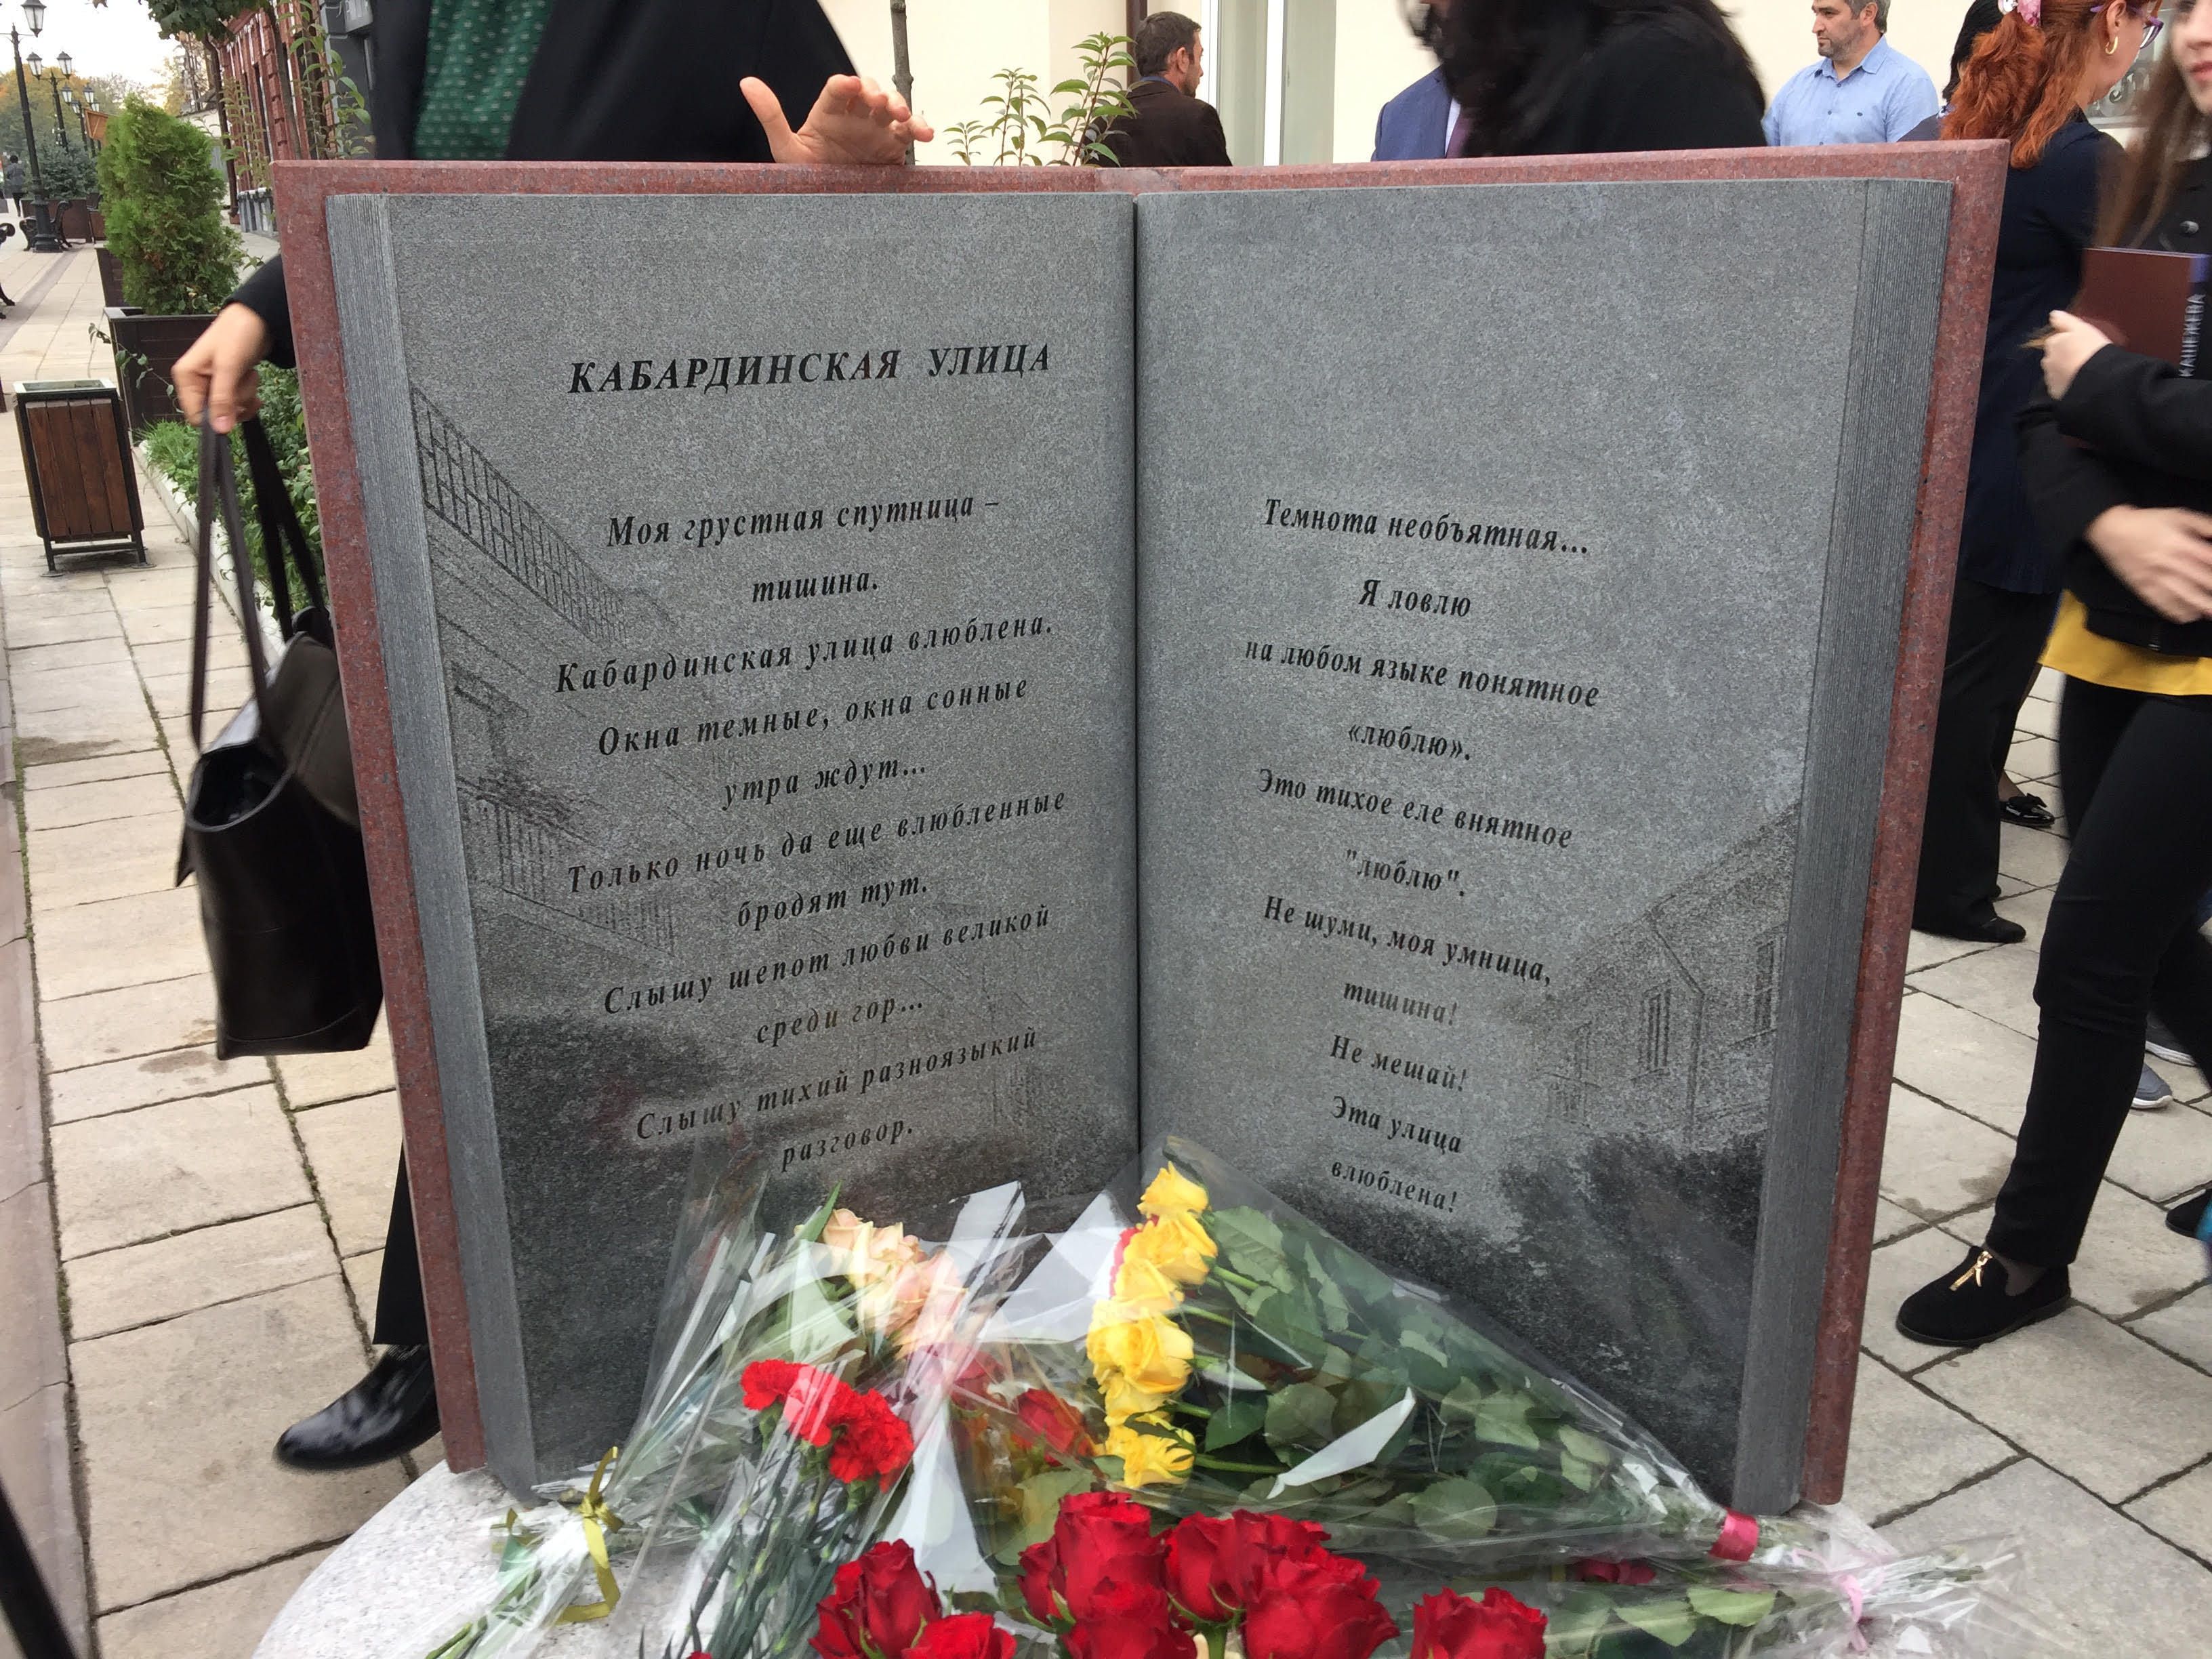 КАБАРДИНСКАЯ УЛИЦА
Моя грустная спутница –
тишина.
Кабардинская улица влюблена.
Окна темные, окна сонные
утра ждут...
Только ночь да еще влюбленные
бродят тут.
Слышу шепот любви великой
среди гор...
Слышу тихий разноязыкий
разговор.
Темнота необъятная...
Я ловлю
на любом языке понятное
«люблю».
Это тихое еле внятное
"люблю".
Не шуми, моя умница,
тишина!
Не мешай!
Эта улица
влюблена!